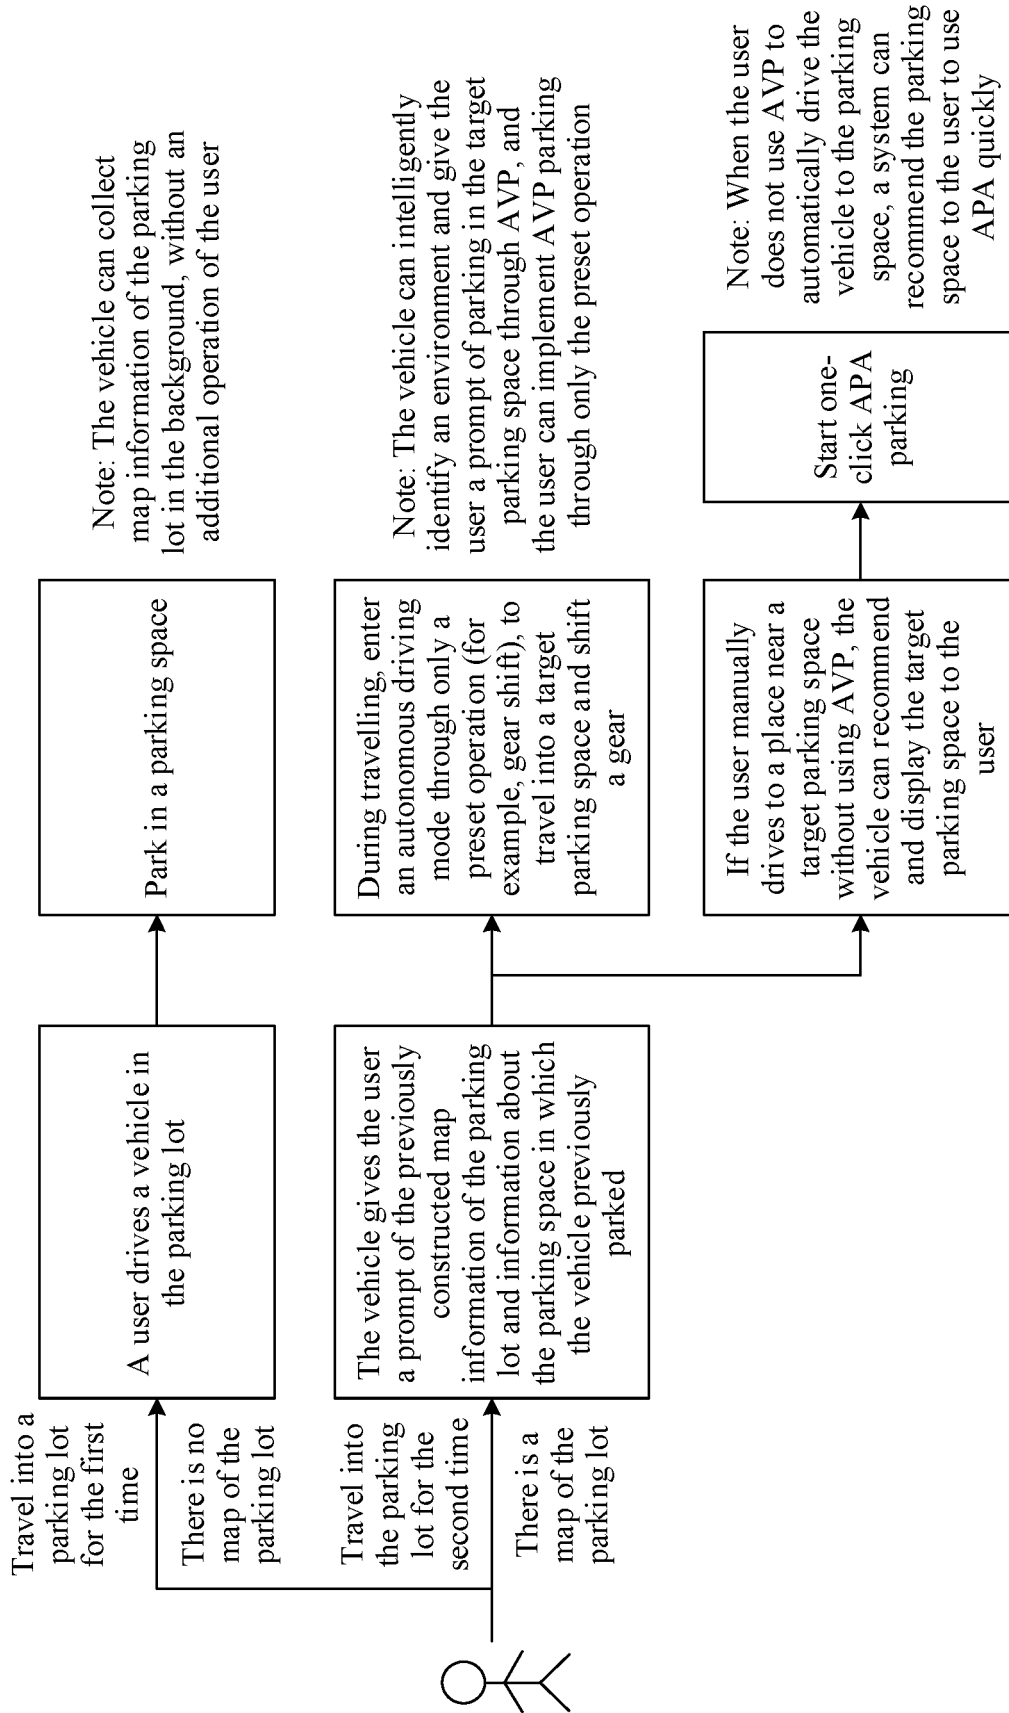 Travel into a
parking lot
for the first
time
There is no
map of the
parking lot
A user drives a vehicle in
the parking lot
Park in a parking space
Note: The vehicle can collect
map information of the parking
lot in the background, without an
additional operation of the user
Travel into
the parking
lot for the
second time
There is a
map of the
parking lot
The vehicle gives the user
a prompt of the previously
constructed map
information of the parking
lot and information about
the parking space in which
the vehicle previously
parked
During travelling, enter
an autonomous driving
mode through only a
preset operation (for
example, gear shift), to
travel into a target
parking space and shift
a gear
Note: The vehicle can intelligently
identify an environment and give the
user a prompt of parking in the target
parking space through AVP, and
the user can implement AVP parking
through only the preset operation
If the user manually
drives to a place near a
target parking space
without using AVP, the
vehicle can recommend
and display the target
parking space to the
user
Start one-
click APA
parking
Note: When the user
does not use AVP to
automatically drive the
vehicle to the parking
space, a system can
recommend the parking
space to the user to use
APA quickly